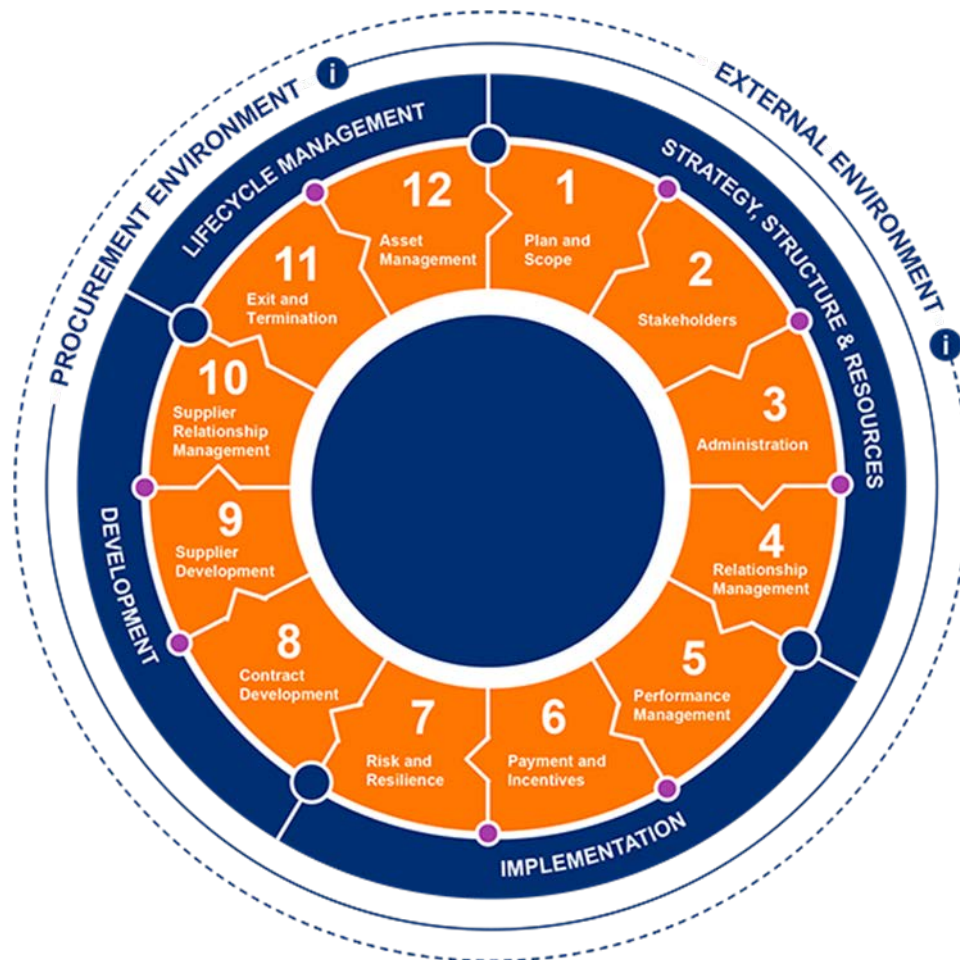 PROCUREMENT ENVIRONMENT
i
EXTERNAL ENVIRONMENT
i
LIFECYCLE MANAGEMENT
STRATEGY, STRUCTURE & RESOURCES
IMPLEMENTATION
DEVELOPMENT
1
Plan and
Scope
2
Stakeholders
3
Administration
4
Relationship
Management
5
Performance
Management
6
Payment and
Incentives
7
Risk and
Resilience
8
Contract
Development
9
Supplier
Development
10
Supplier
Relationship
Management
11
Exit and
Termination
12
Asset
Management